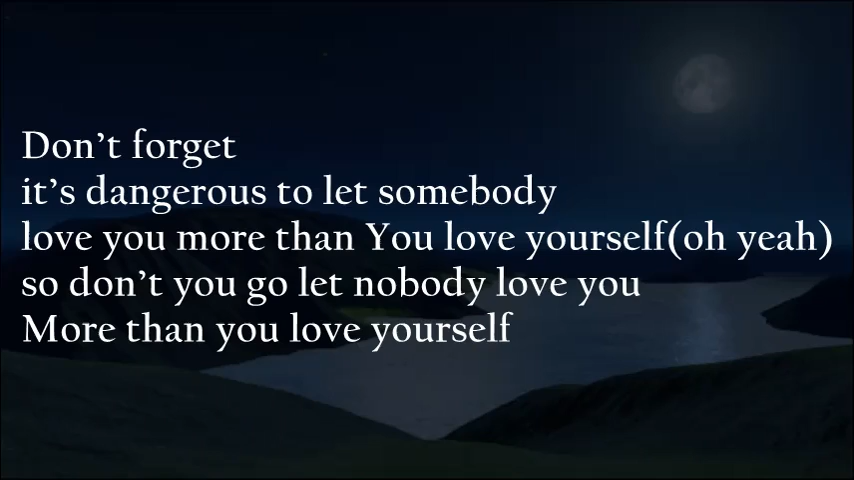 Don’t forget
it’s dangerous to let somebody
love you more than You love yourself(oh yeah)
so don’t you go let nobody love you
More than you love yourself